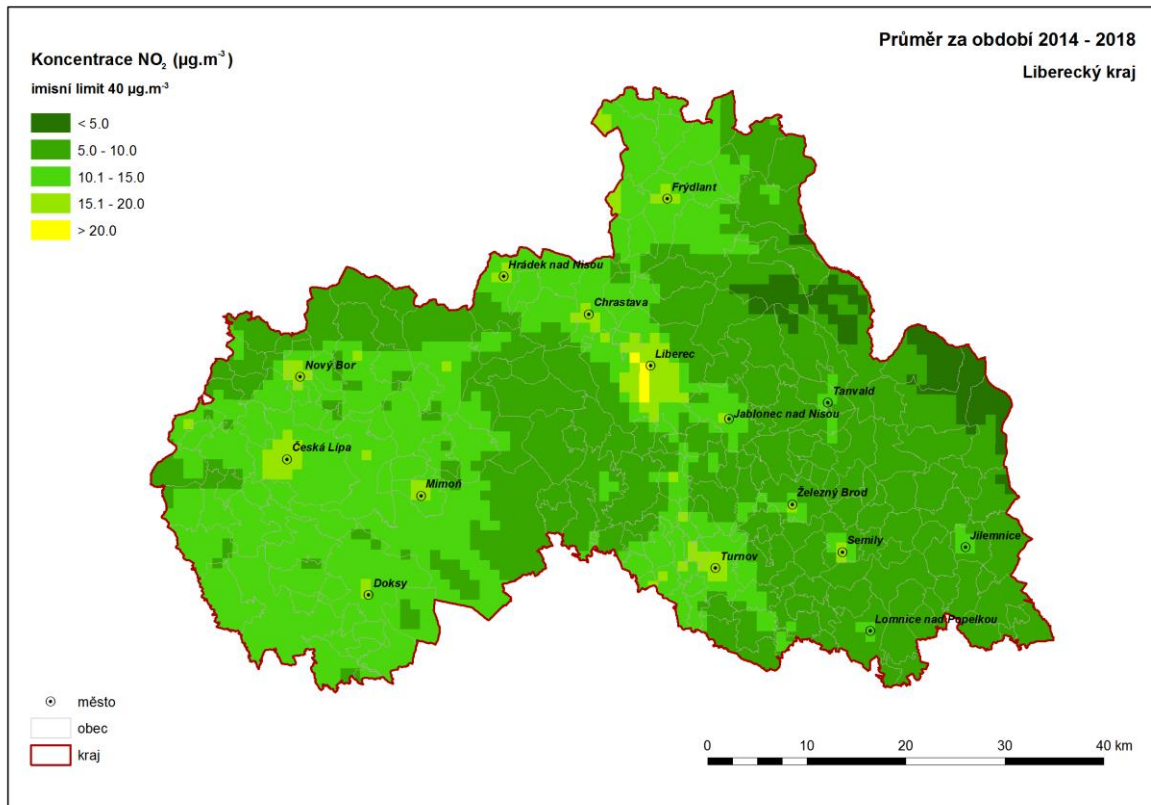 Průměr za období 2014 - 2018
Liberecký kraj
Koncentrace NO₂ (µg.m⁻³)
imisní limit 40 µg.m⁻³
< 5.0
5.0 - 10.0
10.1 - 15.0
15.1 - 20.0
> 20.0
Frýdlant
Hrádek nad Nisou
Chrastava
Liberec
Nový Bor
Tanvald
Jablonec nad Nisou
Česká Lípa
Mimoň
Železný Brod
Semily
Jilemnice
Turnov
Doksy
Lomnice nad Popelkou
město
obec
kraj
0 10 20 30 40 km